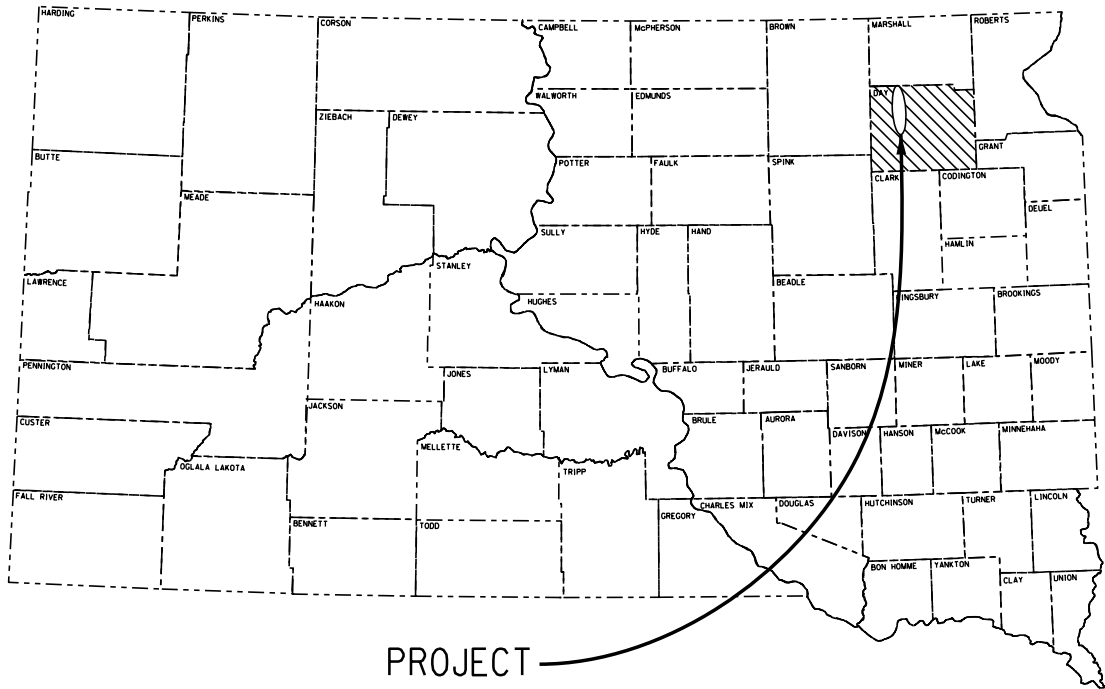 HARDING
PERKINS
CORSON
CAMPBELL
McPHERSON
BROWN
MARSHALL
ROBERTS
WALWORTH
EDMUNDS
DAY
ZIEBACH
DEWEY
GRANT
BUTTE
POTTER
FAULK
SPINK
CLARK
CODINGTON
MEADE
DEUEL
SULLY
HYDE
HAND
HAMLIN
STANLEY
LAWRENCE
BEADLE
HAAKON
HUGHES
INGSBURY
BROOKINGS
PENNINGTON
JONES
LYMAN
BUFFALO
JERAULD
SANBORN
MINER
LAKE
MOODY
JACKSON
CUSTER
BRULE
AURORA
DAVISON
HANSON
McCOOK
MINNEHAHA
MELLETTE
OGLALA LAKOTA
TRIPP
FALL RIVER
GREGORY
CHARLES MIX
DOUGLAS
HUTCHINSON
TURNER
LINCOLN
BENNETT
TODD
BON HOMME
YANKTON
CLAY
UNION
PROJECT